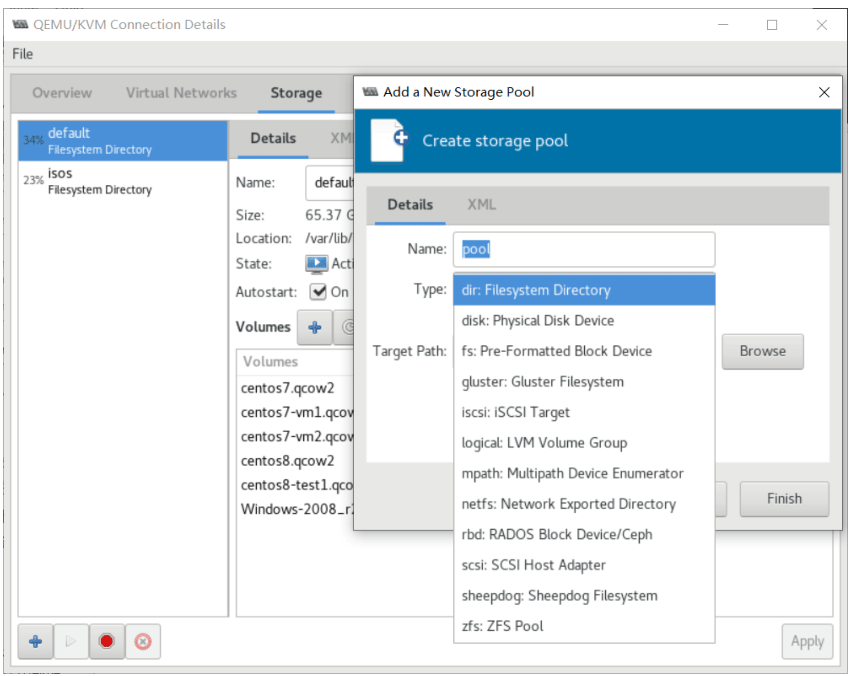 QEMU/KVM Connection Details
File
Overview Virtual Networks Storage
Add a New Storage Pool
Create storage pool
34% default
Filesystem Directory
23% isos
Filesystem Directory
Details XML
Name: default
Size: 65.37 G
Location: /var/lib/
State: Acti
Autostart: On
Volumes
Volumes
centos7.qcow2
centos7-vm1.qcow
centos7-vm2.qcow
centos8.qcow2
centos8-test1.qco
Windows-2008_r2
Details XML
Name: pool
Type: dir: Filesystem Directory
disk: Physical Disk Device
Target Path: fs: Pre-Formatted Block Device Browse
gluster: Gluster Filesystem
iscsi: iSCSI Target
logical: LVM Volume Group
mpath: Multipath Device Enumerator
netfs: Network Exported Directory
Finish
rbd: RADOS Block Device/Ceph
scsi: SCSI Host Adapter
sheepdog: Sheepdog Filesystem
zfs: ZFS Pool
Apply